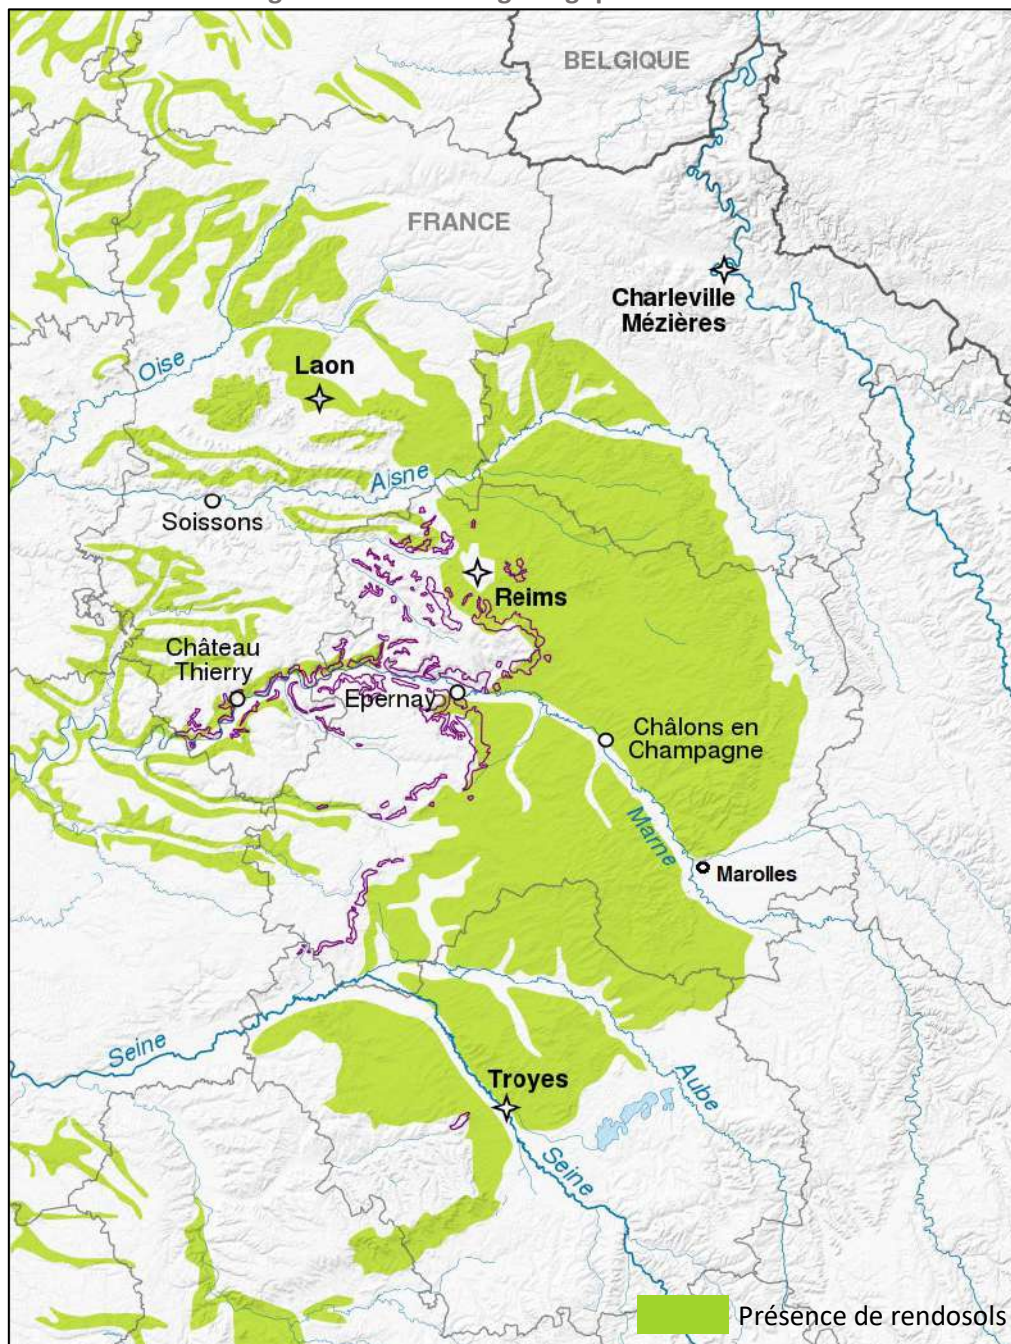 BELGIQUE
FRANCE
Charleville
Mézières
Oise
Laon
Aisne
Soissons
Reims
Château
Thierry
Epernay
Châlons en
Champagne
Marne
Marolles
Seine
Troyes
Aube
Seine
Présence de rendosols